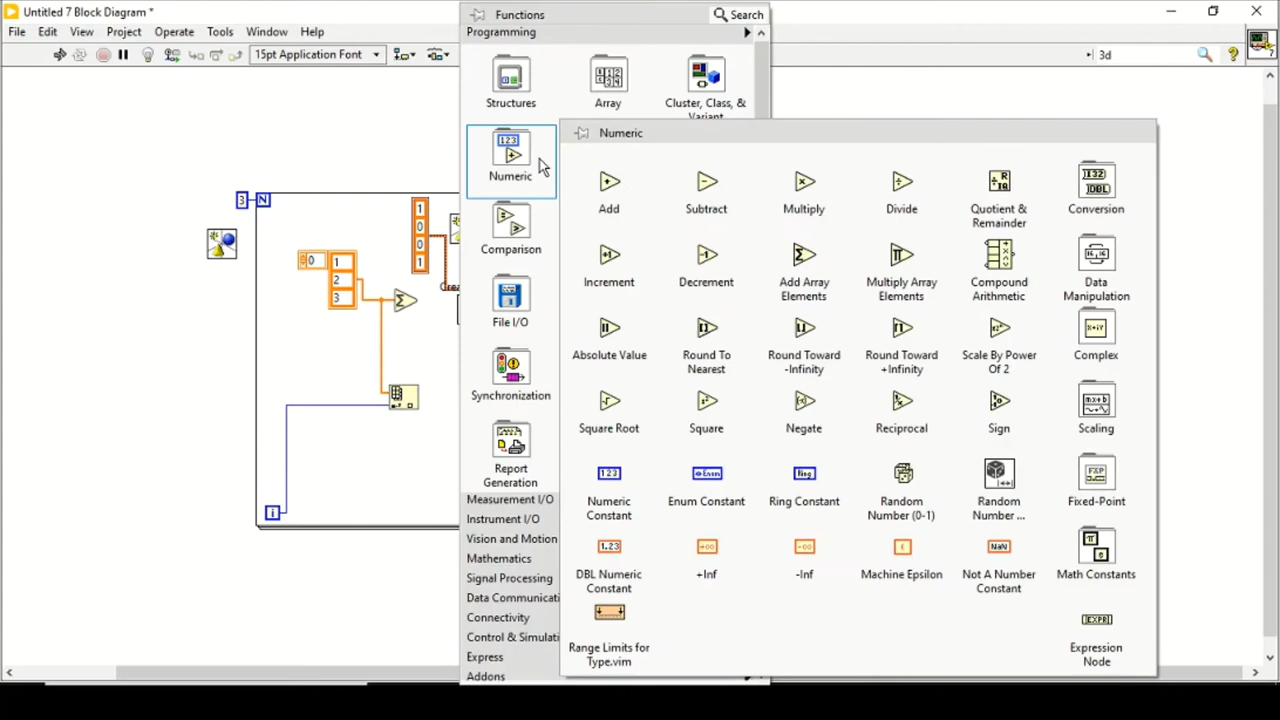 Untitled 7 Block Diagram *
File Edit View Project Operate Tools Window Help
15pt Application Font
3d
Functions
Search
Programming
Structures
Array
Cluster, Class, &
Variant
Numeric
Comparison
File I/O
Synchronization
Report
Generation
Measurement I/O
Instrument I/O
Vision and Motion
Mathematics
Signal Processing
Data Communicati
Connectivity
Control & Simulati
Express
Addons
Numeric
Add
Subtract
Multiply
Divide
Quotient &
Remainder
Conversion
Increment
Decrement
Add Array
Elements
Multiply Array
Elements
Compound
Arithmetic
Data
Manipulation
Absolute Value
Round To
Nearest
Round Toward
-Infinity
Round Toward
+Infinity
Scale By Power
Of 2
Complex
Square Root
Square
Negate
Reciprocal
Sign
Scaling
Numeric
Constant
Enum Constant
Ring Constant
Random
Number (0-1)
Random
Number ...
Fixed-Point
DBL Numeric
Constant
+Inf
-Inf
Machine Epsilon
Not A Number
Constant
Math Constants
Range Limits for
Type.vim
Expression
Node
3
N
0
1
2
3
1
0
0
1
i